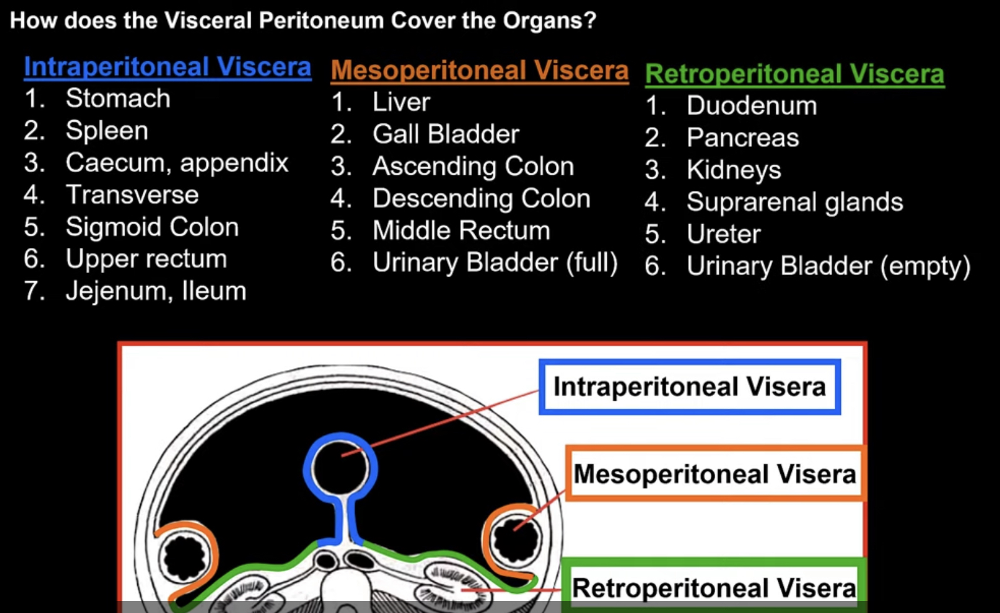 How does the Visceral Peritoneum Cover the Organs?
Intraperitoneal Viscera
1. Stomach
2. Spleen
3. Caecum, appendix
4. Transverse
5. Sigmoid Colon
6. Upper rectum
7. Jejenum, Ileum
Mesoperitoneal Viscera
1. Liver
2. Gall Bladder
3. Ascending Colon
4. Descending Colon
5. Middle Rectum
6. Urinary Bladder (full)
Retroperitoneal Viscera
1. Duodenum
2. Pancreas
3. Kidneys
4. Suprarenal glands
5. Ureter
6. Urinary Bladder (empty)
Intraperitoneal Visera
Mesoperitoneal Visera
Retroperitoneal Visera